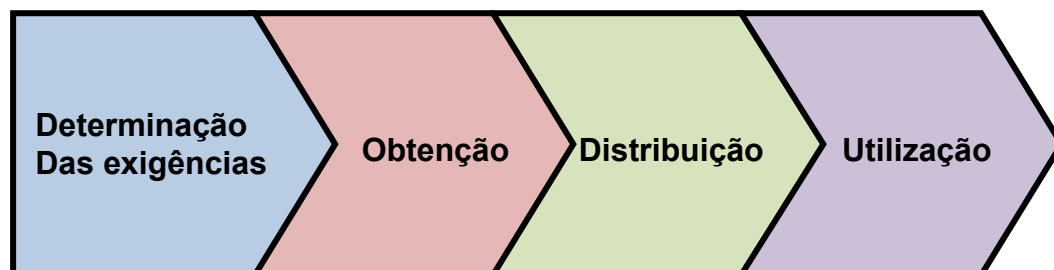 Determinação
Das exigências
Obtenção
Distribuição
Utilização